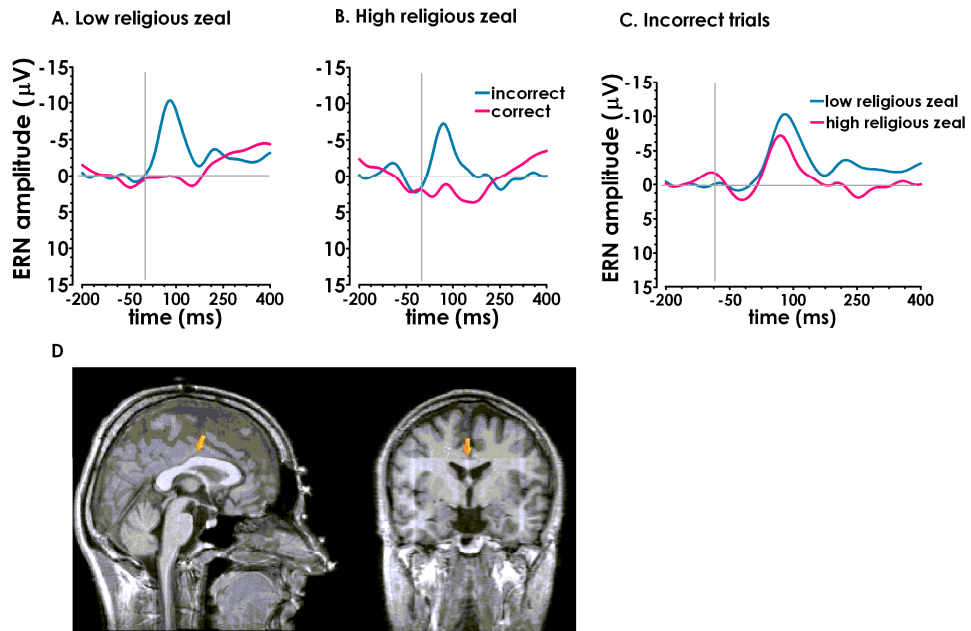 A. Low religious zeal
B. High religious zeal
C. Incorrect trials
ERN amplitude (μV)
-15
-10
-5
0
5
10
15
-200
-50
100
250
400
time (ms)
-15
-10
-5
0
5
10
15
incorrect
correct
-200
-50
100
250
400
time (ms)
ERN amplitude (μV)
-15
-10
-5
0
5
10
15
low religious zeal
high religious zeal
-200
-50
100
250
400
time (ms)
D